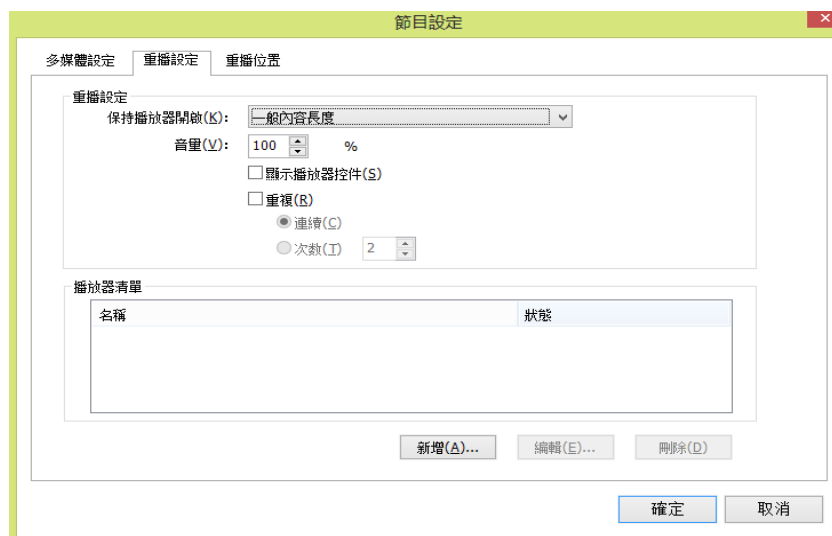 節目設定
多媒體設定 重播設定 重播位置
重播設定
保持播放器開啟(K): 一般內容長度
音量(V): 100 %
顯示播放器控件(S)
重複(R)
連續(C)
次數(T) 2
播放器清單
名稱 狀態
新增(A)... 編輯(E)... 刪除(D)
確定 取消